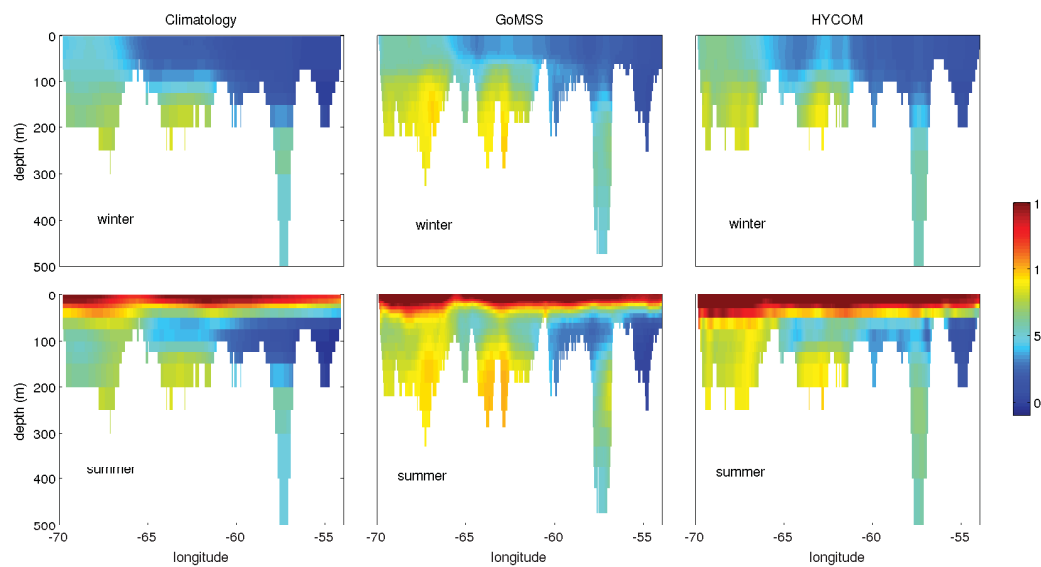 Climatology GoMSS HYCOM
0
100
200
300
400
500
depth (m)
winter winter winter
0
100
200
300
400
500
depth (m)
summer summer summer
-70 -65 -60 -55 -70 -65 -60 -55 -70 -65 -60 -55
longitude longitude longitude
1
1
5
0